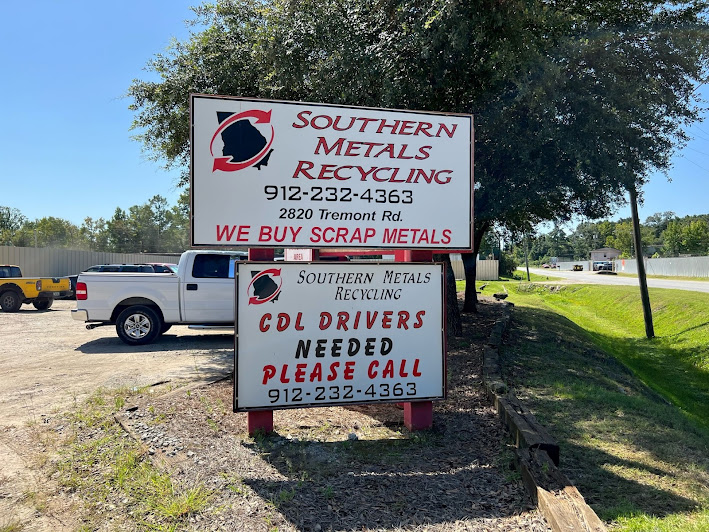 SOUTHERN
METALS
RECYCLING
912-232-4363
2820 Tremont Rd.
WE BUY SCRAP METALS
AREA
SOUTHERN METALS
RECYCLING
CDL DRIVERS
NEEDED
PLEASE CALL
912-232-4363